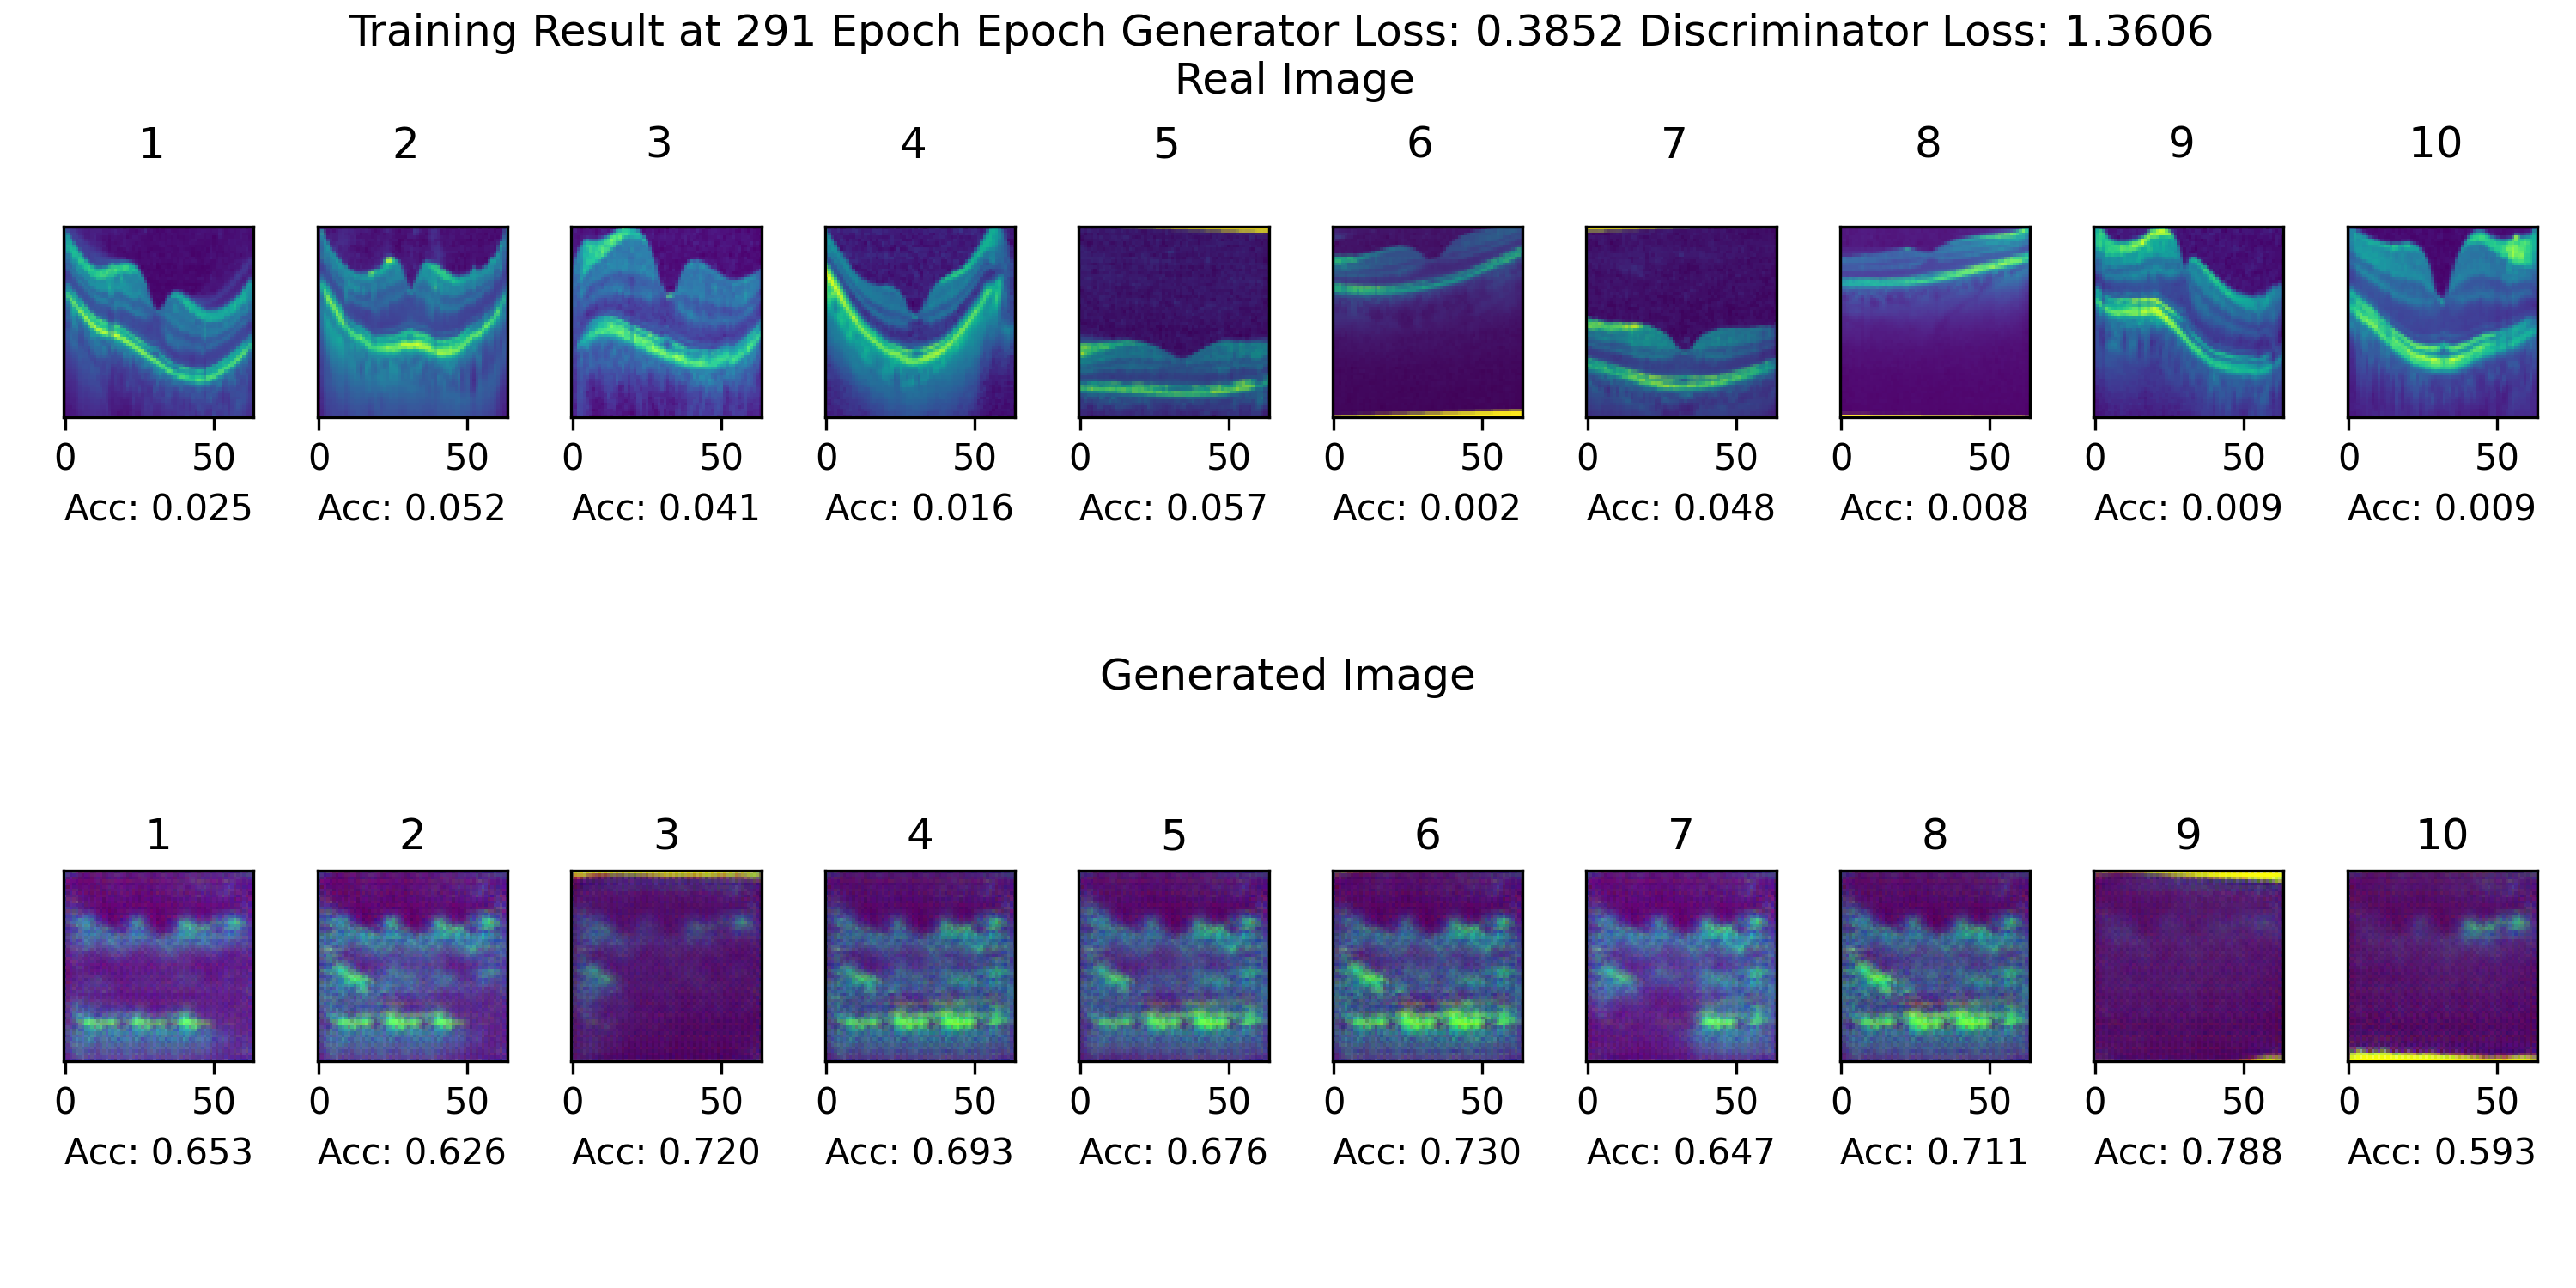 Training Result at 291 Epoch Epoch Generator Loss: 0.3852 Discriminator Loss: 1.3606
Real Image
1 2 3 4 5 6 7 8 9 10
0 50 0 50 0 50 0 50 0 50 0 50 0 50 0 50 0 50 0 50
Acc: 0.025 Acc: 0.052 Acc: 0.041 Acc: 0.016 Acc: 0.057 Acc: 0.002 Acc: 0.048 Acc: 0.008 Acc: 0.009 Acc: 0.009
Generated Image
1 2 3 4 5 6 7 8 9 10
0 50 0 50 0 50 0 50 0 50 0 50 0 50 0 50 0 50 0 50
Acc: 0.653 Acc: 0.626 Acc: 0.720 Acc: 0.693 Acc: 0.676 Acc: 0.730 Acc: 0.647 Acc: 0.711 Acc: 0.788 Acc: 0.593